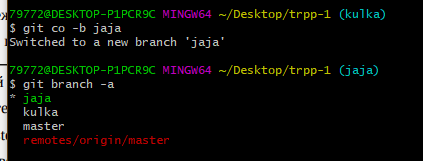 79772@DESKTOP-P1PCR9C MINGW64 ~/Desktop/trpp-1 (kulka)
$ git co -b jaja
Switched to a new branch 'jaja'
79772@DESKTOP-P1PCR9C MINGW64 ~/Desktop/trpp-1 (jaja)
$ git branch -a
* jaja
kulka
master
remotes/origin/master